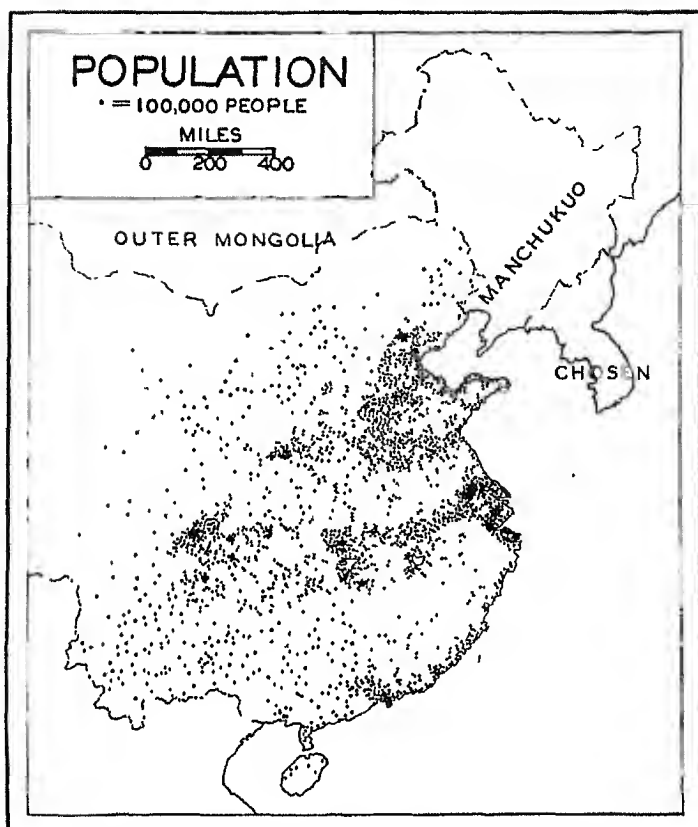 POPULATION
• = 100,000 PEOPLE
MILES
0 200 400
OUTER MONGOLIA
MANCHUKUO
CHOSEN